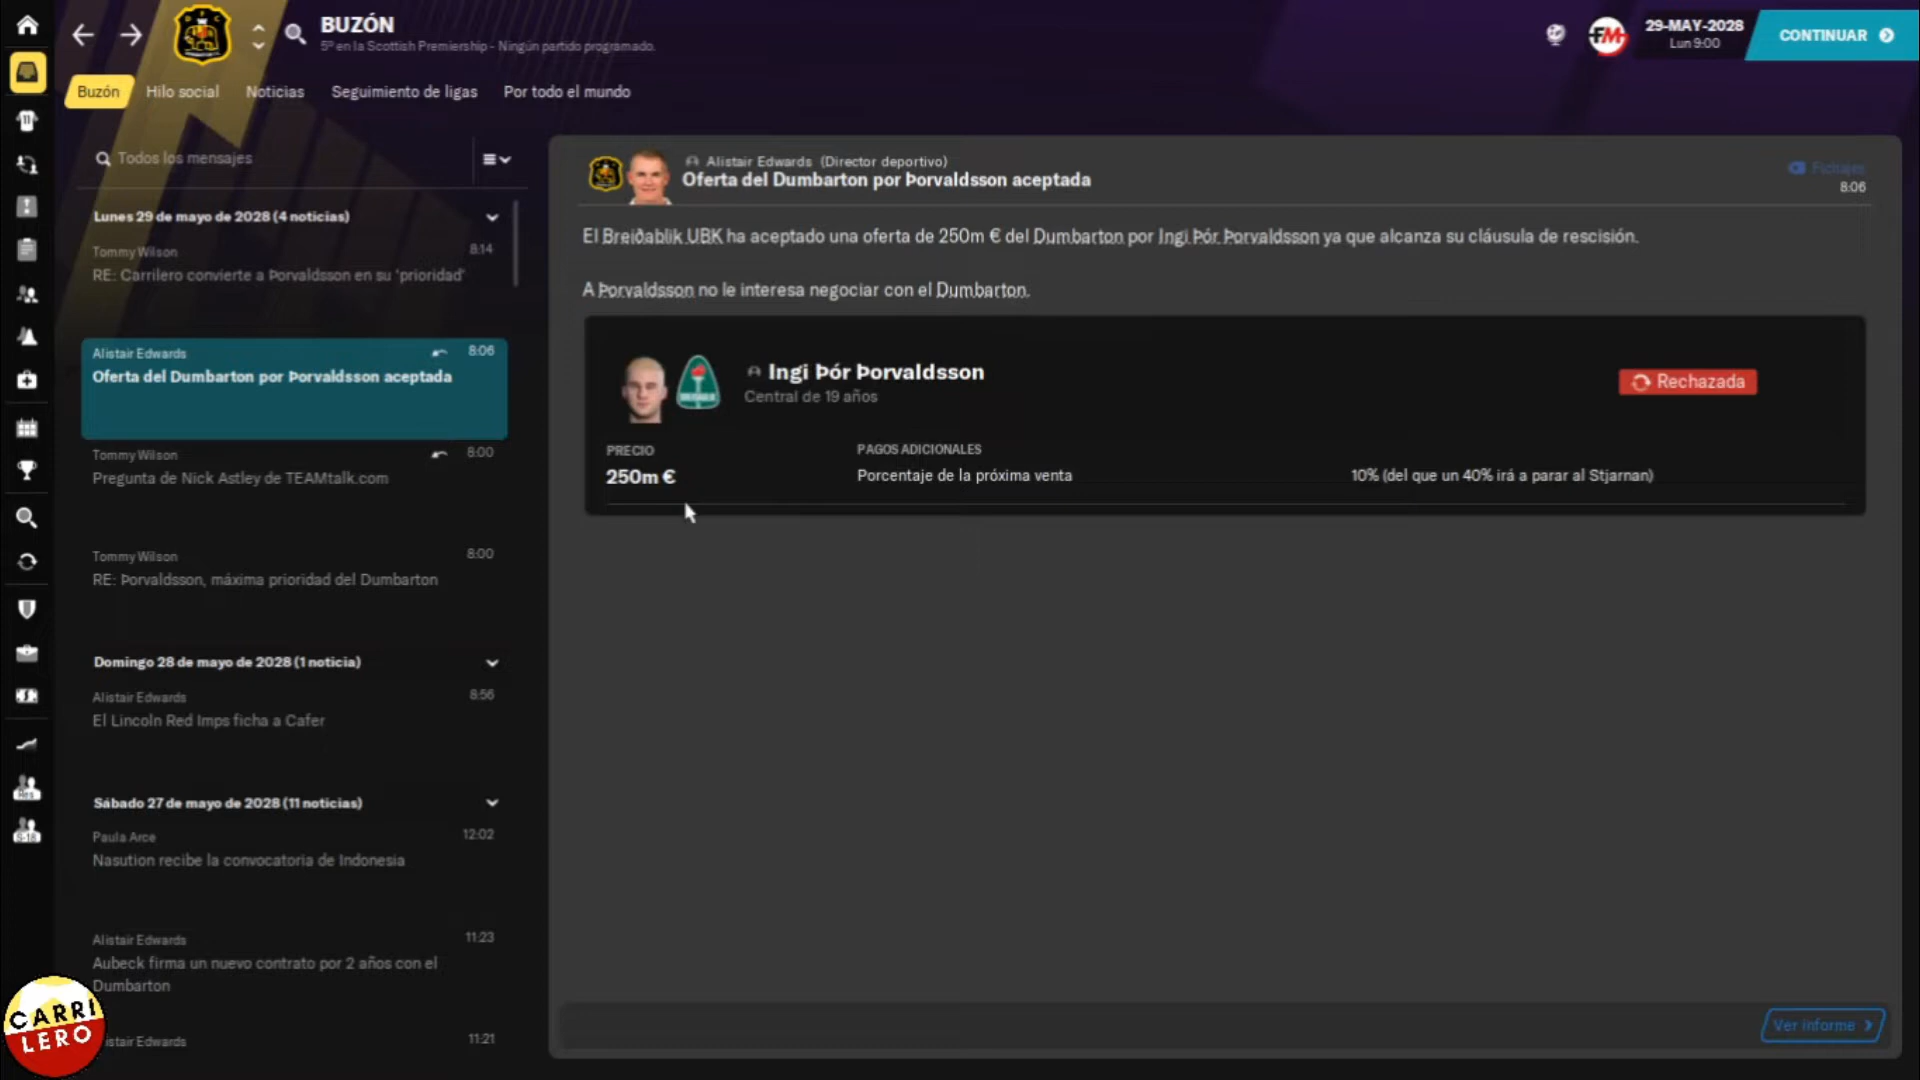 BUZÓN
5º en la Scottish Premiership - Ningún partido programado.
FM
29-MAY-2028
Lun 9:00
CONTINUAR
Buzón
Hilo social
Noticias
Seguimiento de ligas
Por todo el mundo
Todos los mensajes
Lunes 29 de mayo de 2028 (4 noticias)
Tommy Wilson
8:14
RE: Carrilero convierte a Þorvaldsson en su 'prioridad'
Alistair Edwards
8:06
Oferta del Dumbarton por Þorvaldsson aceptada
Tommy Wilson
8:00
Pregunta de Nick Astley de TEAMtalk.com
Tommy Wilson
8:00
RE: Þorvaldsson, máxima prioridad del Dumbarton
Domingo 28 de mayo de 2028 (1 noticia)
Alistair Edwards
8:56
El Lincoln Red Imps ficha a Cafer
Sábado 27 de mayo de 2028 (11 noticias)
Paula Arce
12:02
Nasution recibe la convocatoria de Indonesia
Alistair Edwards
11:23
Aubeck firma un nuevo contrato por 2 años con el
Dumbarton
istair Edwards
11:21
Alistair Edwards (Director deportivo)
Oferta del Dumbarton por Þorvaldsson aceptada
Fichajes
8:06
El Breiðablik UBK ha aceptado una oferta de 250m € del Dumbarton por Ingi Þór Þorvaldsson ya que alcanza su cláusula de rescisión.
A Þorvaldsson no le interesa negociar con el Dumbarton.
Ingi Þór Þorvaldsson
Central de 19 años
Rechazada
PRECIO
250m €
PAGOS ADICIONALES
Porcentaje de la próxima venta
10% (del que un 40% irá a parar al Stjarnan)
Ver informe
CARRI
LERO